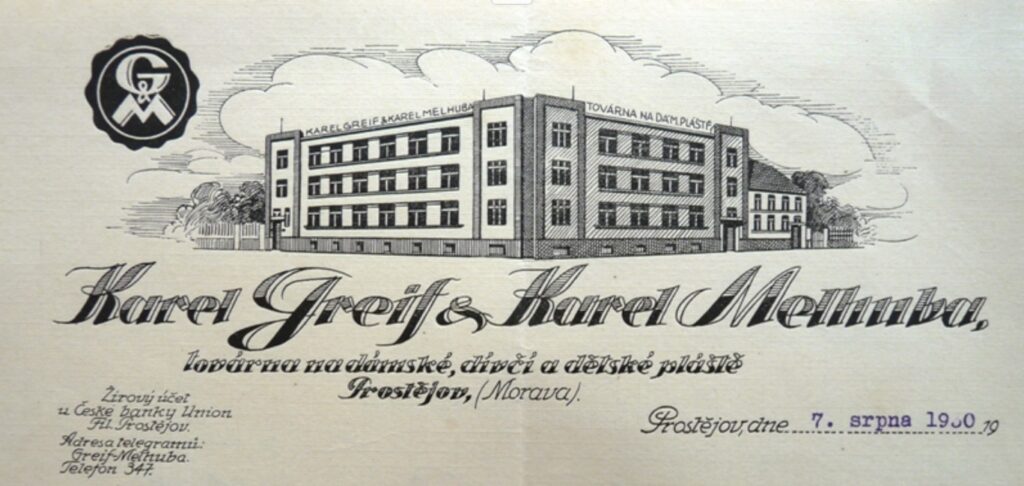 G&M
KAREL GREIF & KAREL MELHUBA
TOVÁRNA NA DÁM. PLÁŠTĚ
Karel Greif & Karel Melhuba,
továrna na dámské, dívčí a dětské pláště
Prostějov, (Morava).
Žirový účet
u České banky Union
Fil. Prostějov.
Adresa telegramů:
Greif-Melhuba.
Telefon 347.
Prostějov, dne 7. srpna 1930 19